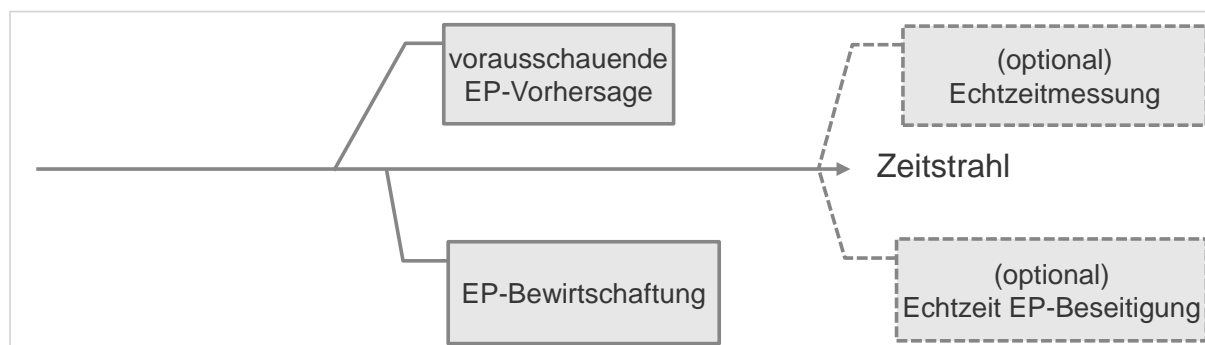 vorausschauende
EP-Vorhersage
(optional)
Echtzeitmessung
Zeitstrahl
EP-Bewirtschaftung
(optional)
Echtzeit EP-Beseitigung